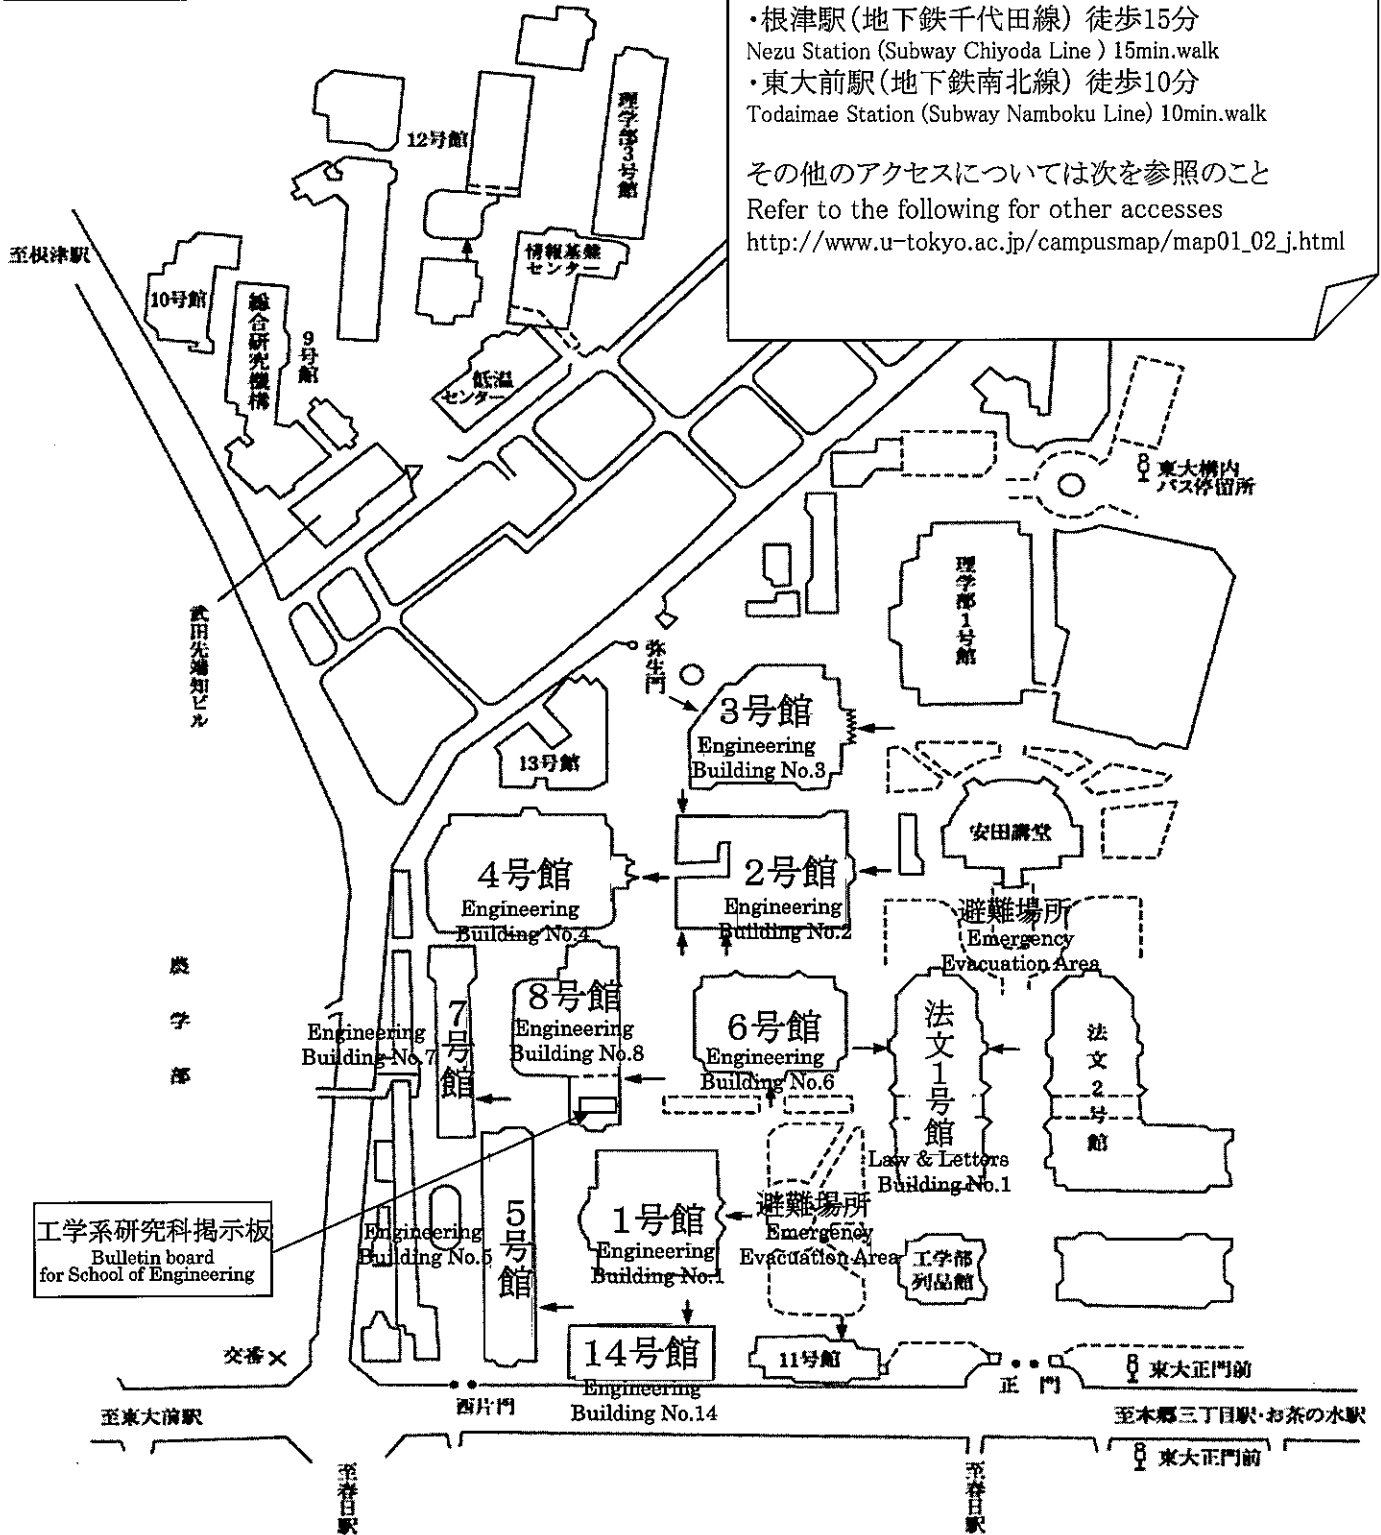 ・根津駅(地下鉄千代田線) 徒歩15分
Nezu Station (Subway Chiyoda Line ) 15min.walk
・東大前駅(地下鉄南北線) 徒歩10分
Todaimae Station (Subway Namboku Line) 10min.walk
その他のアクセスについては次を参照のこと
Refer to the following for other accesses
http://www.u-tokyo.ac.jp/campusmap/map01_02_j.html
理学部3号館
12号館
至根津駅
情報基盤
センター
10号館
総合研究機構
9号館
低温
センター
東大構内
バス停留所
理学部1号館
武田先端知ビル
弥生門
3号館
Engineering
Building No.3
13号館
安田講堂
4号館
Engineering
Building No.4
2号館
Engineering
Building No.2
避難場所
Emergency
Evacuation Area
農学部
7号館
Engineering
Building No.7
8号館
Engineering
Building No.8
6号館
Engineering
Building No.6
法文1号館
Law & Letters
Building No.1
法文2号館
工学系研究科掲示板
Bulletin board
for School of Engineering
5号館
Engineering
Building No.5
1号館
Engineering
Building No.1
避難場所
Emergency
Evacuation Area
工学部
列品館
交番
14号館
Engineering
Building No.14
11号館
正門
東大正門前
西片門
至東大前駅
至本郷三丁目駅・お茶の水駅
東大正門前
至春日駅
至春日駅